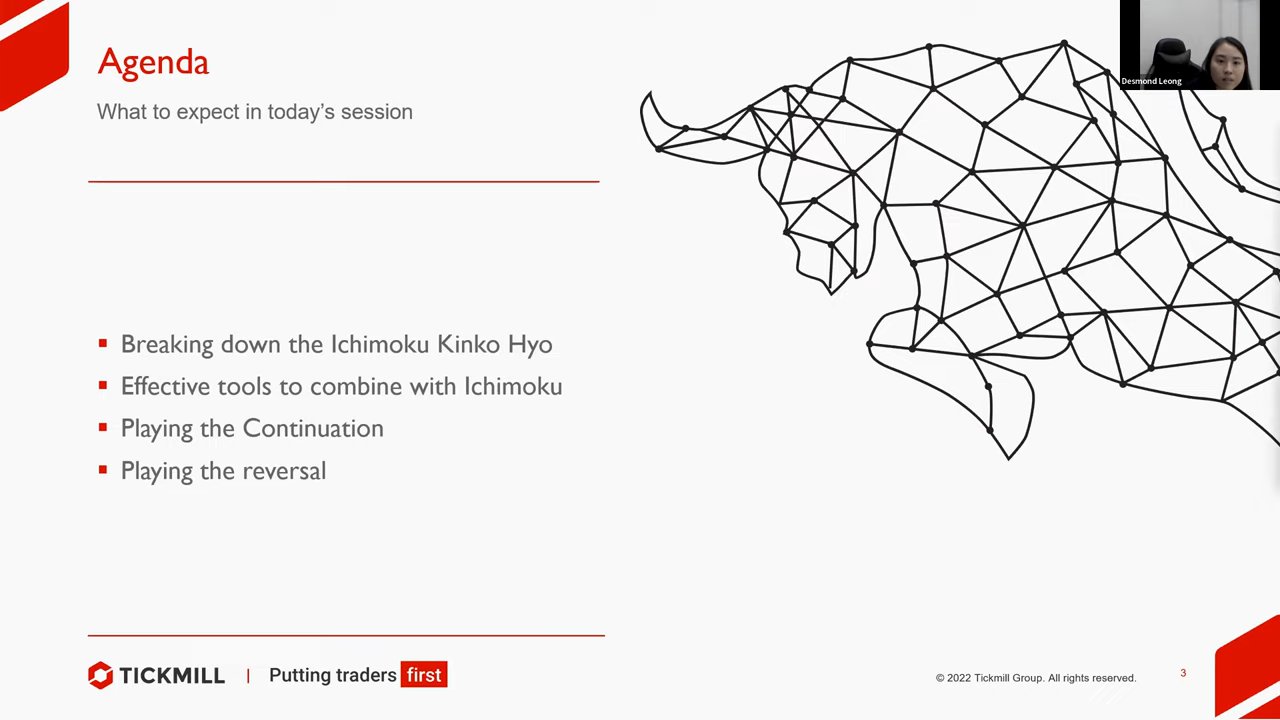 Agenda
What to expect in today's session
Desmond Leong
Breaking down the Ichimoku Kinko Hyo
Effective tools to combine with Ichimoku
Playing the Continuation
Playing the reversal
TICKMILL | Putting traders first
© 2022 Tickmill Group. All rights reserved.
3